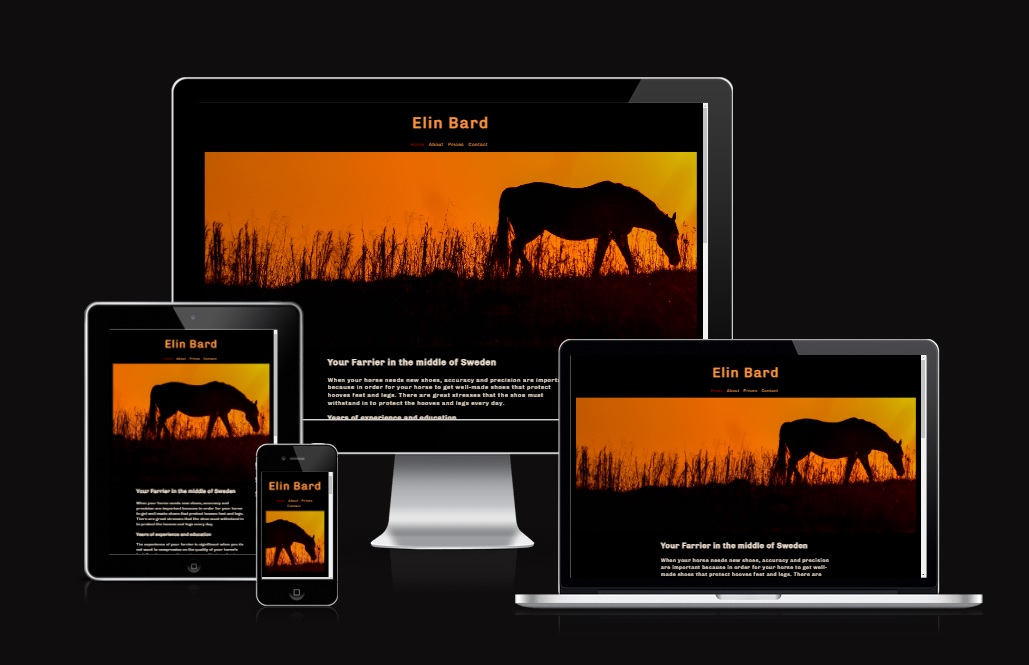 Elin Bard
Home About Prices Contact
Your Farrier in the middle of Sweden
When your horse needs new shoes, accuracy and precision are import
because in order for your horse to get well-made shoes that protect
hooves feet and legs. There are great stresses that the shoe must
withstand in to protect the hooves and legs every day.
Years of experience and education
Elin Bard
Home About Prices Contact
Your Farrier in the middle of Sweden
When your horse needs new shoes, accuracy and
precision are important because in order for your horse
to get well-made shoes that protect hooves feet and legs.
There are great stresses that the shoe must withstand in
to protect the hooves and legs every day.
Years of experience and education
The experience of your farrier is significant when you do
not want to compromise on the quality of your horse's
Elin Bard
Home About Prices
Contact
Elin Bard
Home About Prices Contact
Your Farrier in the middle of Sweden
When your horse needs new shoes, accuracy and precision
are important because in order for your horse to get well-
made shoes that protect hooves feet and legs. There are